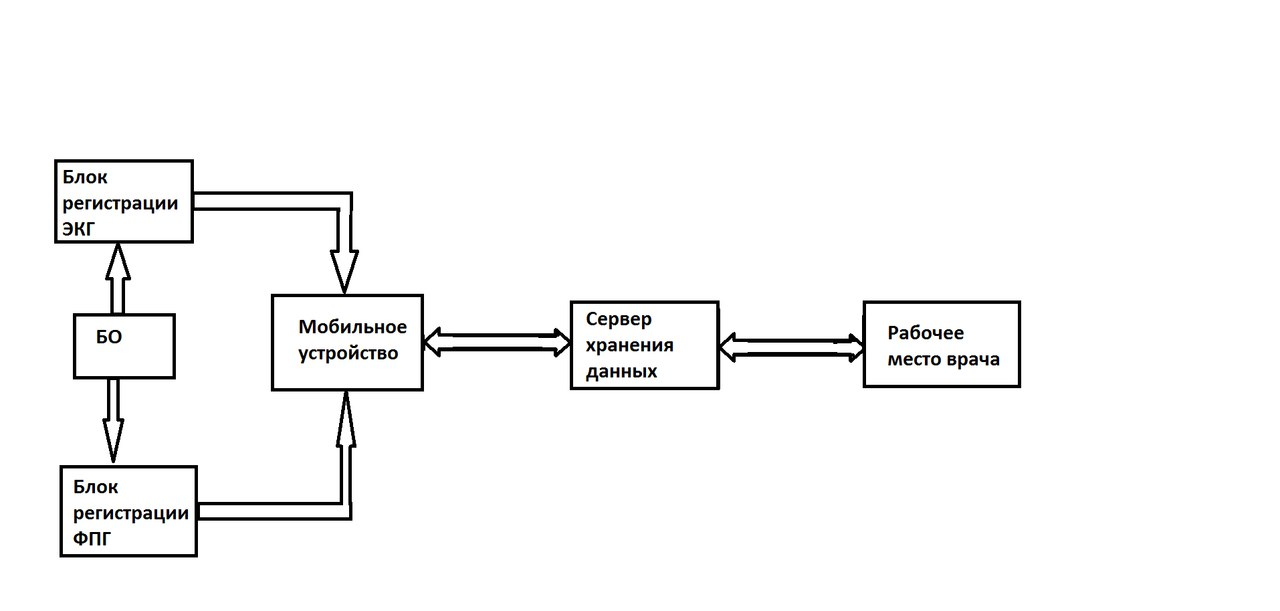 Блок
регистрации
ЭКГ
БО
Блок
регистрации
ФПГ
Мобильное
устройство
Сервер
хранения
данных
Рабочее
место врача